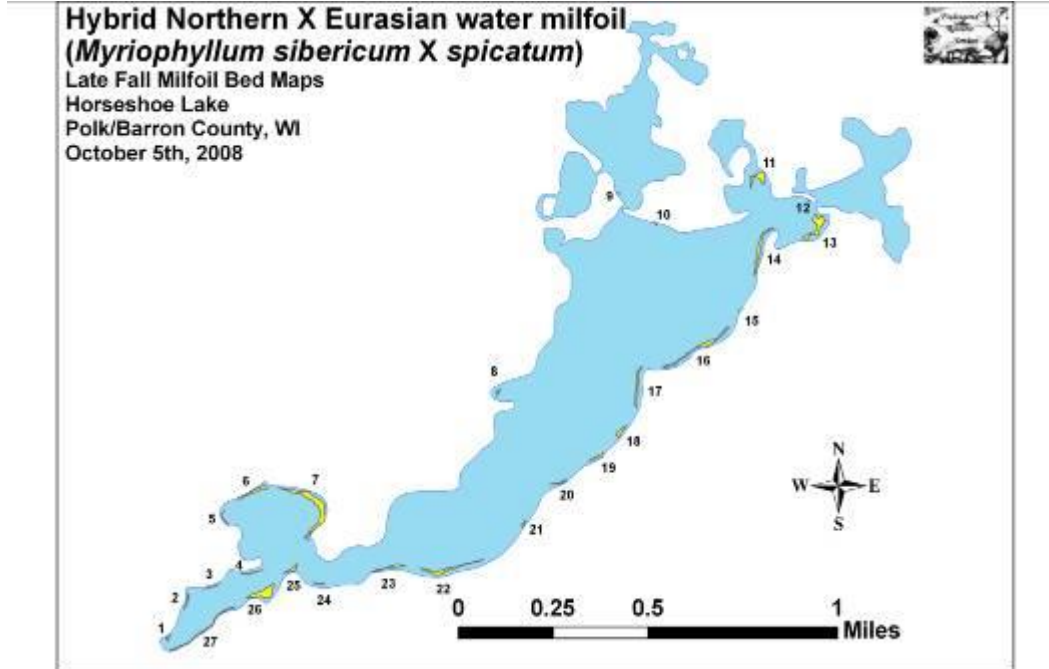 Hybrid Northern X Eurasian water milfoil
(Myriophyllum sibericum X spicatum)
Late Fall Milfoil Bed Maps
Horseshoe Lake
Polk/Barron County, WI
October 5th, 2008
11
9
10
12
13
14
15
16
8
17
18
19
20
6
7
5
21
4
3
2
1
27
26
25
24
23
22
N
W
E
S
0
0.25
0.5
1
Miles